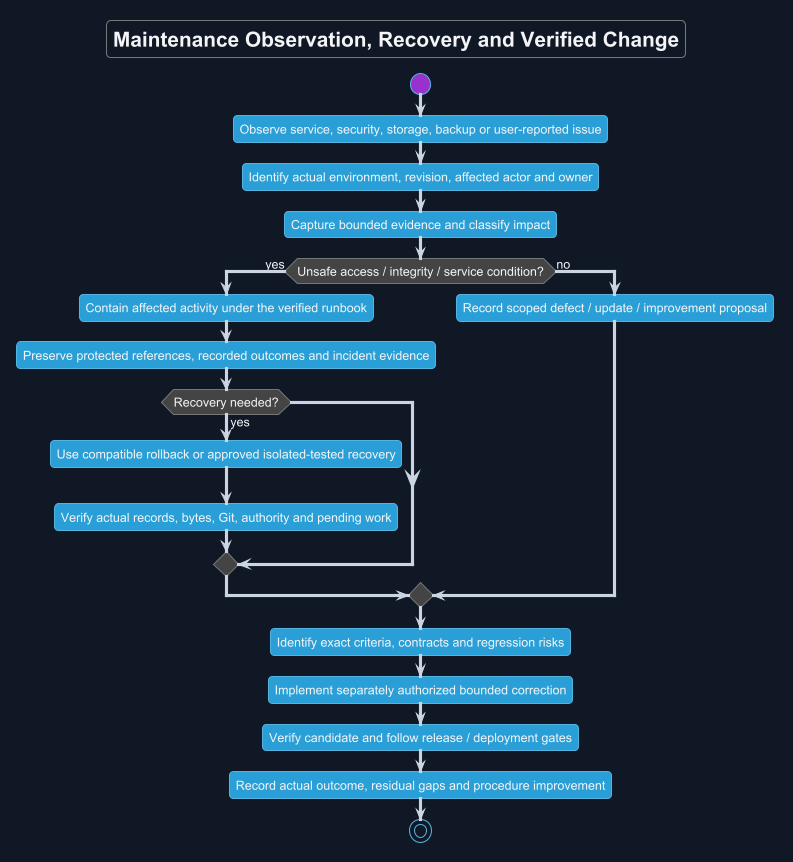 Maintenance Observation, Recovery and Verified Change
Observe service, security, storage, backup or user-reported issue
Identify actual environment, revision, affected actor and owner
Capture bounded evidence and classify impact
yes
Unsafe access / integrity / service condition?
no
Contain affected activity under the verified runbook
Record scoped defect / update / improvement proposal
Preserve protected references, recorded outcomes and incident evidence
Recovery needed?
yes
Use compatible rollback or approved isolated-tested recovery
Verify actual records, bytes, Git, authority and pending work
Identify exact criteria, contracts and regression risks
Implement separately authorized bounded correction
Verify candidate and follow release / deployment gates
Record actual outcome, residual gaps and procedure improvement